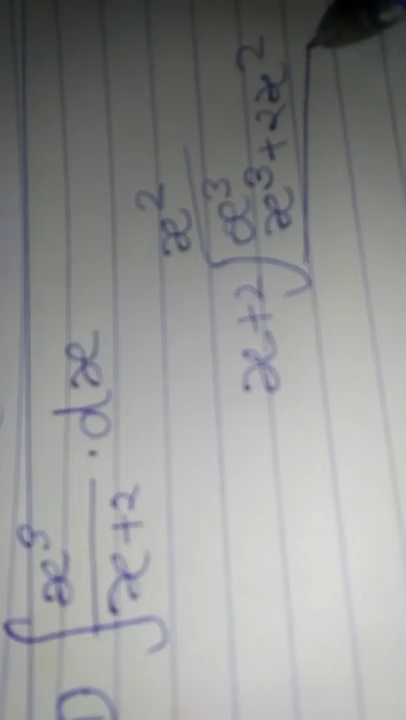 1) ∫ x³/(x+2) · dx
x²
x+2 ) x³
x³+2x²